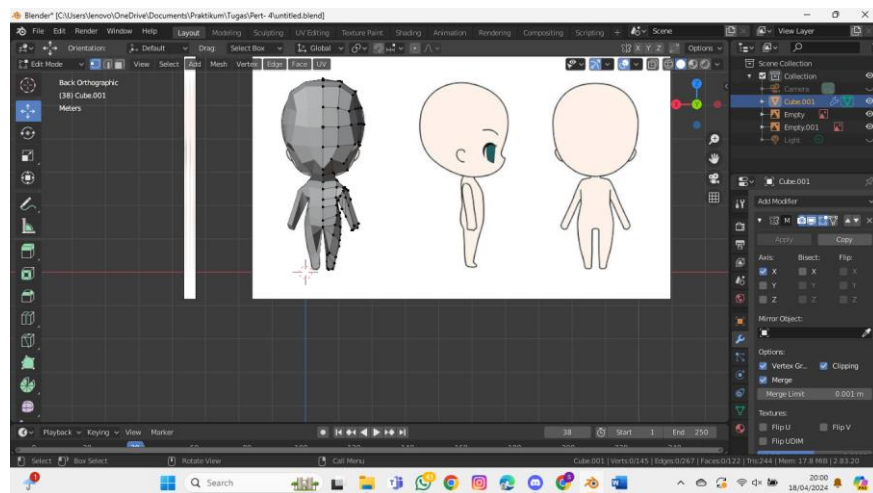 Blender* [C:\Users\lenovo\OneDrive\Documents\Praktikum\Tugas\Pert- 4\untitled.blend]
File Edit Render Window Help Layout Modeling Sculpting UV Editing Texture Paint Shading Animation Rendering Compositing Scripting + Scene View Layer
Orientation: Default Drag: Select Box Global X Y Z Options
Edit Mode View Select Add Mesh Vertex Edge Face UV
Back Orthographic
(38) Cube.001
Meters
Scene Collection
Collection
Camera
Cube.001
Empty
Empty.001
Light
Cube.001
Add Modifier
M
Apply Copy
Axis: Bisect: Flip:
X X X
Y Y Y
Z Z Z
Mirror Object:
Options:
Vertex Gr... Clipping
Merge
Merge Limit 0.001 m
Textures:
Flip U Flip V
Flip UDIM
Playback Keying View Marker 38 Start 1 End 250
Select Box Select Rotate View Call Menu Cube.001 | Verts:0/145 | Edges:0/267 | Faces:0/122 | Tris:244 | Mem: 17.8 MiB | 2.83.20
Search
20:00
18/04/2024